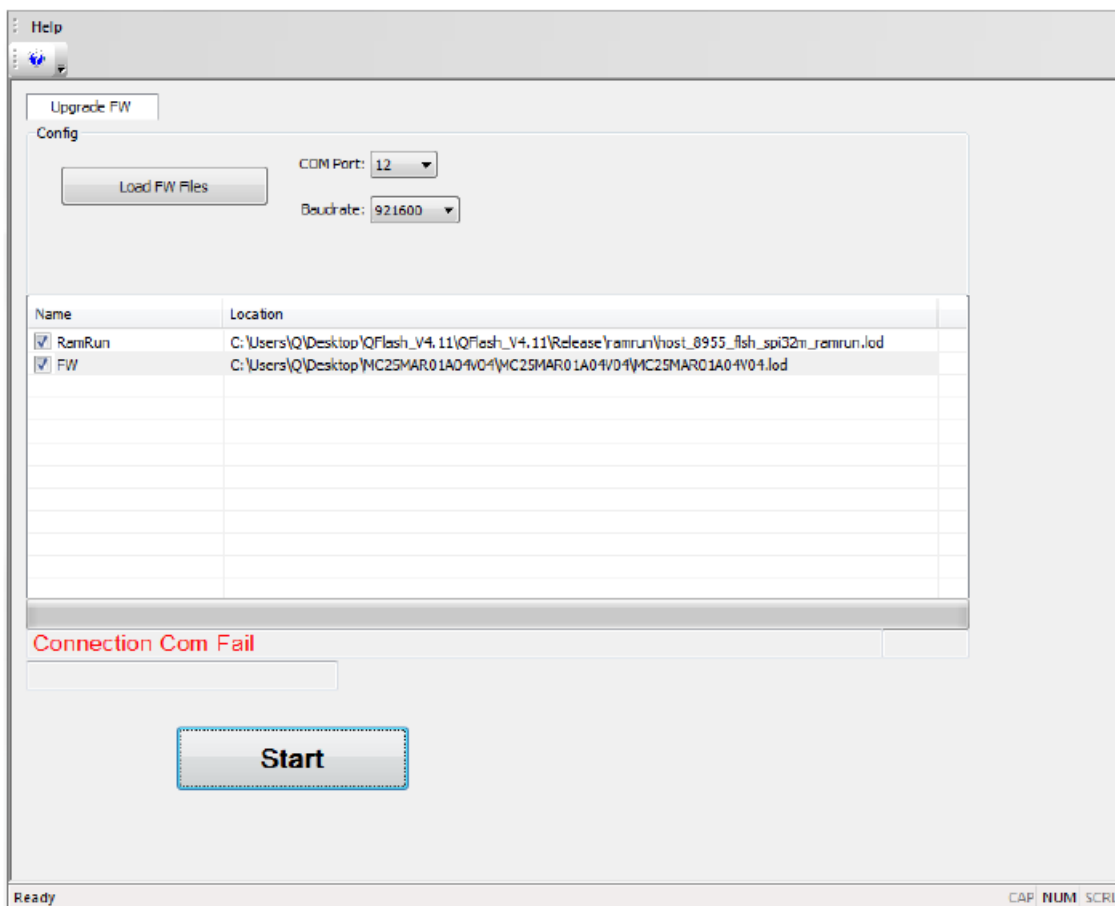 Help
Upgrade FW
Config
Load FW Files
COM Port: 12
Baudrate: 921600
Name Location
RamRun C:\Users\Q\Desktop\QFlash_V4.11\QFlash_V4.11\Release\ramrun\host_8955_flsh_spi32m_ramrun.lod
FW C:\Users\Q\Desktop\MC25MAR01A04V04\MC25MAR01A04V04\MC25MAR01A04V04.lod
Connection Com Fail
Start
Ready CAP NUM SCRL